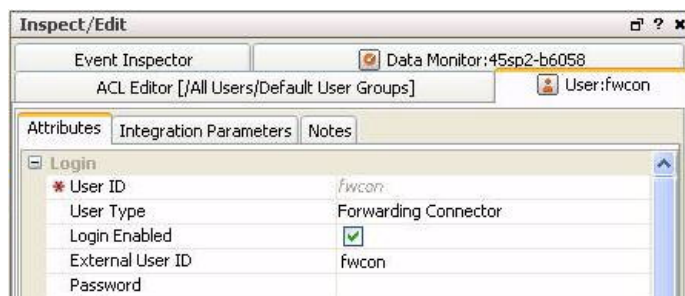 Inspect/Edit
Event Inspector
Data Monitor:45sp2-b6058
ACL Editor [/All Users/Default User Groups]
User:fwcon
Attributes
Integration Parameters
Notes
Login
User ID
fwcon
User Type
Forwarding Connector
Login Enabled
External User ID
fwcon
Password